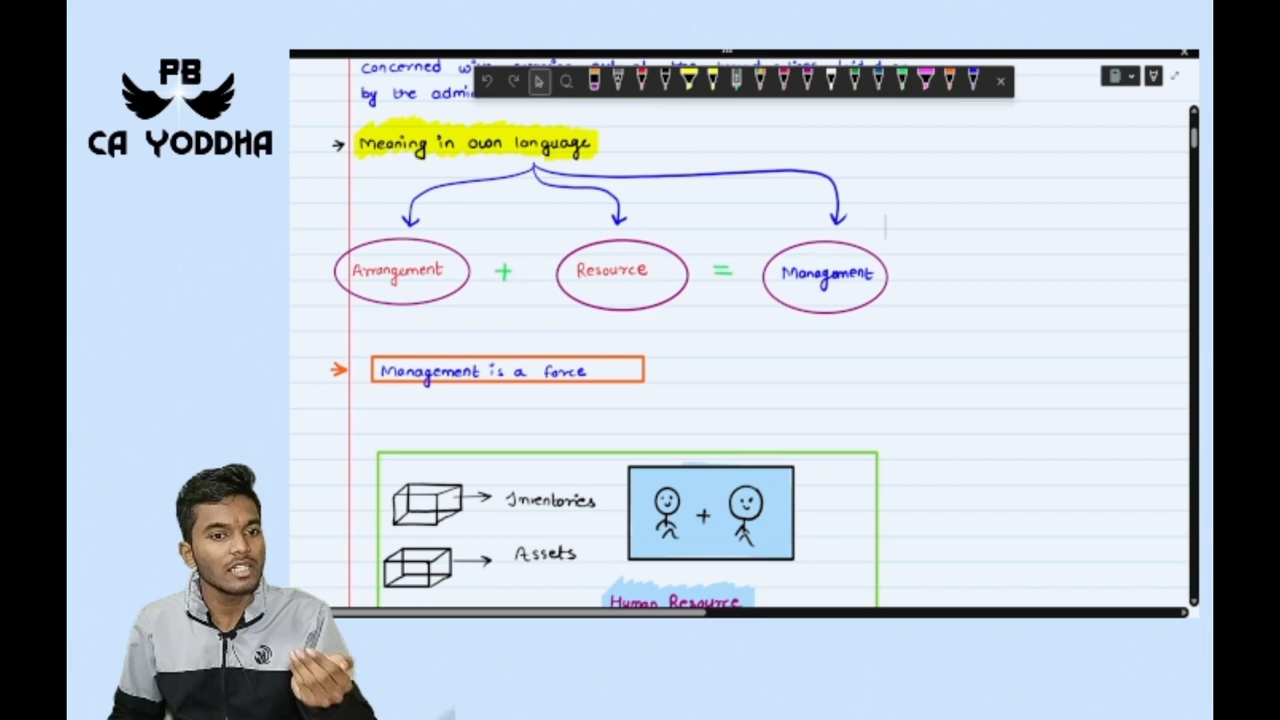 PB
CA YODDHA
concerned
by the
Meaning in own language
Arrangement + Resource = Management
Management is a force
Inventories
+
Assets
Human Resource